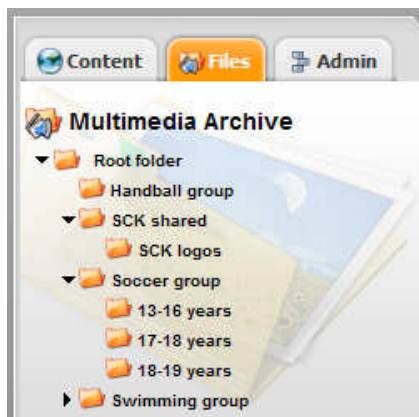 Content Files Admin
Multimedia Archive
Root folder
Handball group
SCK shared
SCK logos
Soccer group
13-16 years
17-18 years
18-19 years
Swimming group